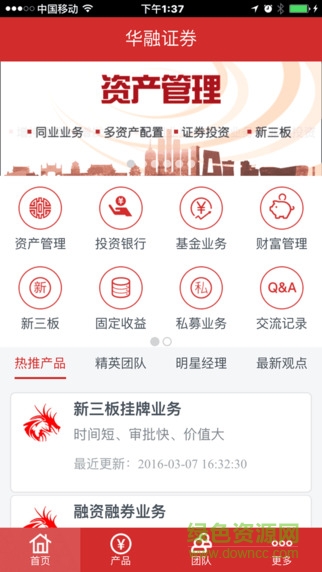 中国移动 下午1:37
华融证券
资产管理
同业业务 多资产配置 证券投资 新三板
资产管理 投资银行 基金业务 财富管理
新 私 Q&A
新三板 固定收益 私募业务 交流记录
热推产品 精英团队 明星经理 最新观点
新三板挂牌业务
时间短、审批快、价值大
最近更新：2016-03-07 16:32:30
融资融券业务
绿色资源网
www.downcc.com
首页 产品 团队 更多